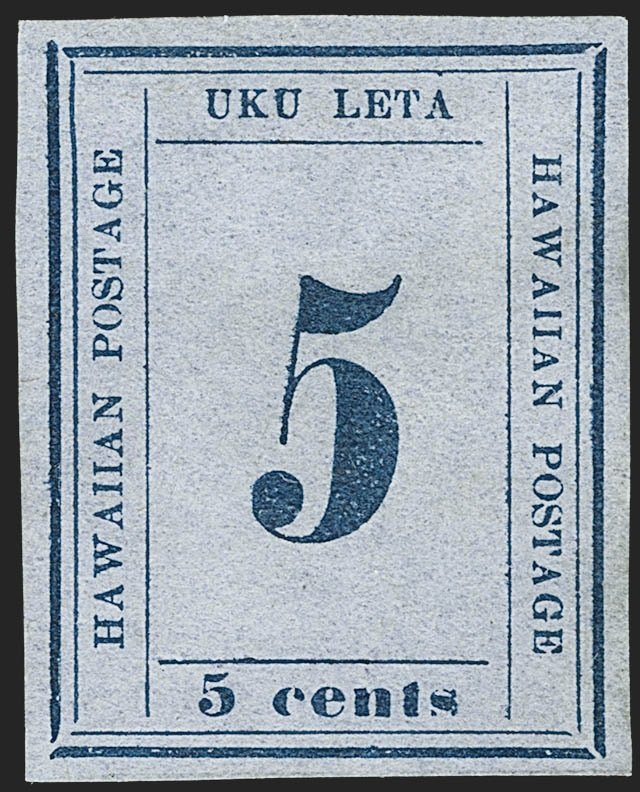 UKU LETA
HAWAIIAN POSTAGE
5
HAWAIIAN POSTAGE
5 cents